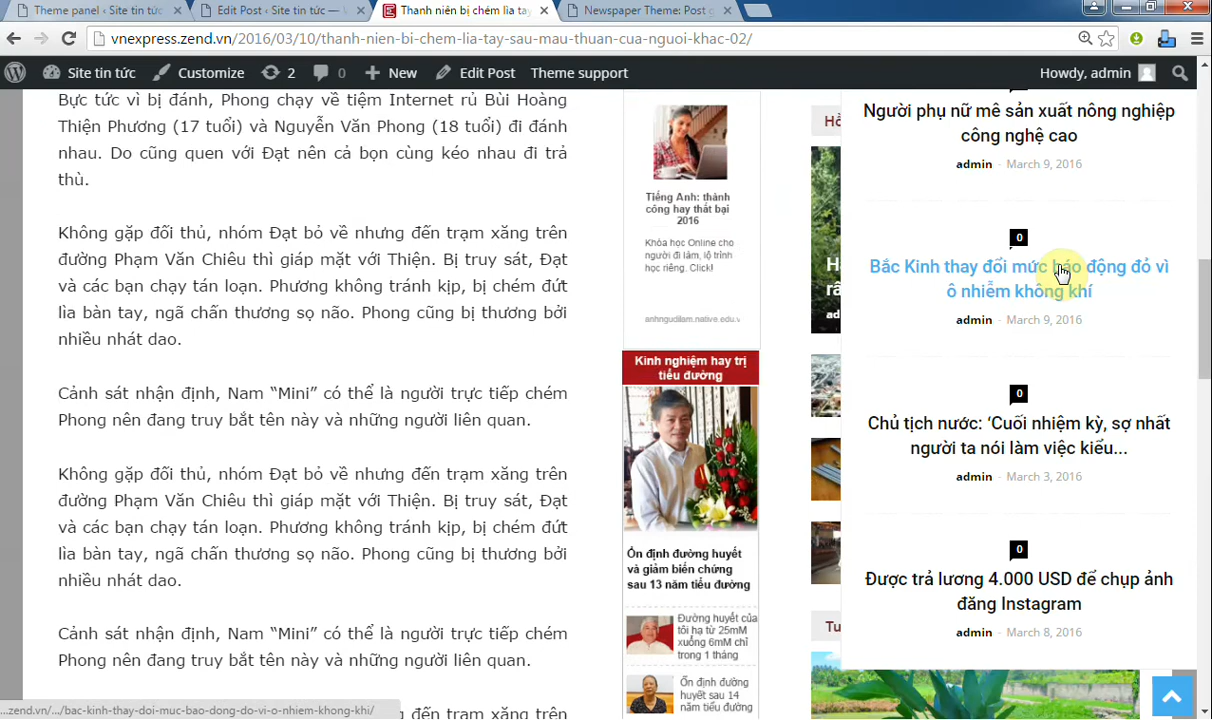 Theme panel ‹ Site tin tức
Edit Post ‹ Site tin tức —
Thanh niên bị chém lìa tay
Newspaper Theme: Post
vnexpress.zend.vn/2016/03/10/thanh-nien-bi-chem-lia-tay-sau-mau-thuan-cua-nguoi-khac-02/
Site tin tức
Customize
2
0
New
Edit Post
Theme support
Howdy, admin
Bực tức vì bị đánh, Phong chạy về tiệm Internet rủ Bùi Hoàng
Thiện Phương (17 tuổi) và Nguyễn Văn Phong (18 tuổi) đi đánh
nhau. Do cũng quen với Đạt nên cả bọn cùng kéo nhau đi trả
thù.
Không gặp đối thủ, nhóm Đạt bỏ về nhưng đến trạm xăng trên
đường Phạm Văn Chiêu thì giáp mặt với Thiện. Bị truy sát, Đạt
và các bạn chạy tán loạn. Phương không tránh kịp, bị chém đứt
lìa bàn tay, ngã chấn thương sọ não. Phong cũng bị thương bởi
nhiều nhát dao.
Cảnh sát nhận định, Nam “Mini” có thể là người trực tiếp chém
Phong nên đang truy bắt tên này và những người liên quan.
Không gặp đối thủ, nhóm Đạt bỏ về nhưng đến trạm xăng trên
đường Phạm Văn Chiêu thì giáp mặt với Thiện. Bị truy sát, Đạt
và các bạn chạy tán loạn. Phương không tránh kịp, bị chém đứt
lìa bàn tay, ngã chấn thương sọ não. Phong cũng bị thương bởi
nhiều nhát dao.
Cảnh sát nhận định, Nam “Mini” có thể là người trực tiếp chém
Phong nên đang truy bắt tên này và những người liên quan.
đến trạm xăng trên
.zend.vn/.../bac-kinh-thay-doi-muc-bao-dong-do-vi-o-nhiem-khong-khi/
Tiếng Anh: thành
công hay thất bại
2016
Khóa học Online cho
người đi làm, lộ trình
học riêng. Click!
anhngudilam.native.edu.v
Kinh nghiệm hay trị
tiểu đường
Ổn định đường huyết
và giảm biến chứng
sau 13 năm tiểu đường
Đường huyết của
tôi hạ từ 25mM
xuống 6mM chỉ
trong 1 tháng
Ổn định đường
huyết sau 14
năm tiểu đường
Người phụ nữ mê sản xuất nông nghiệp
công nghệ cao
admin - March 9, 2016
0
Bắc Kinh thay đổi mức báo động đỏ vì
ô nhiễm không khí
admin - March 9, 2016
0
Chủ tịch nước: ‘Cuối nhiệm kỳ, sợ nhất
người ta nói làm việc kiểu...
admin - March 3, 2016
0
Được trả lương 4.000 USD để chụp ảnh
đăng Instagram
admin - March 8, 2016